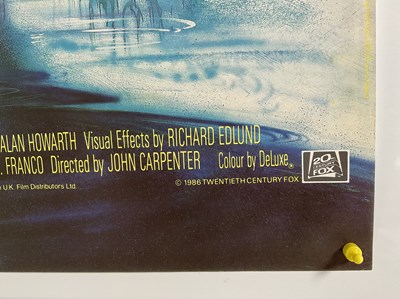 ALAN HOWARTH Visual Effects by RICHARD EDLUND
. FRANCO Directed by JOHN CARPENTER Colour by DeLuxe®
U.K. Film Distributors Ltd.
© 1986 TWENTIETH CENTURY FOX
20th
CENTURY
FOX